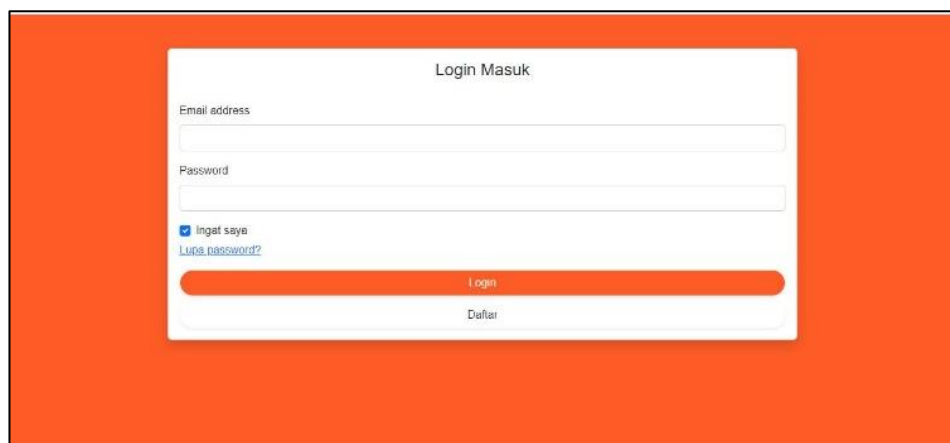 Login Masuk
Email address
Password
Ingat saya
Lupa password?
Login
Daftar